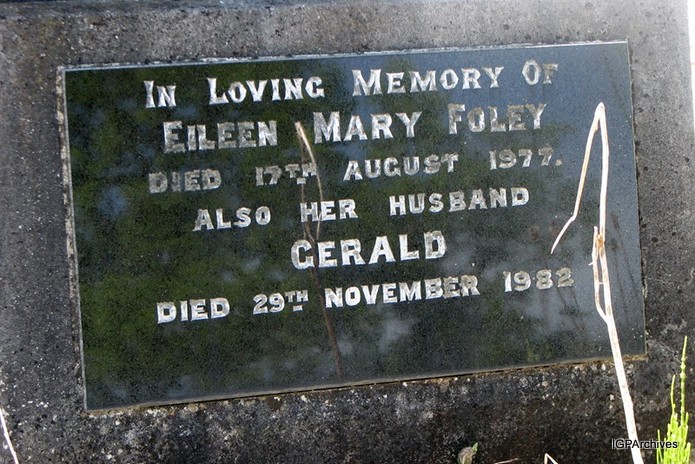 In Loving Memory Of
Eileen Mary Foley
Died 17th August 1977.
Also Her Husband
Gerald
Died 29th November 1982
IGPArchives